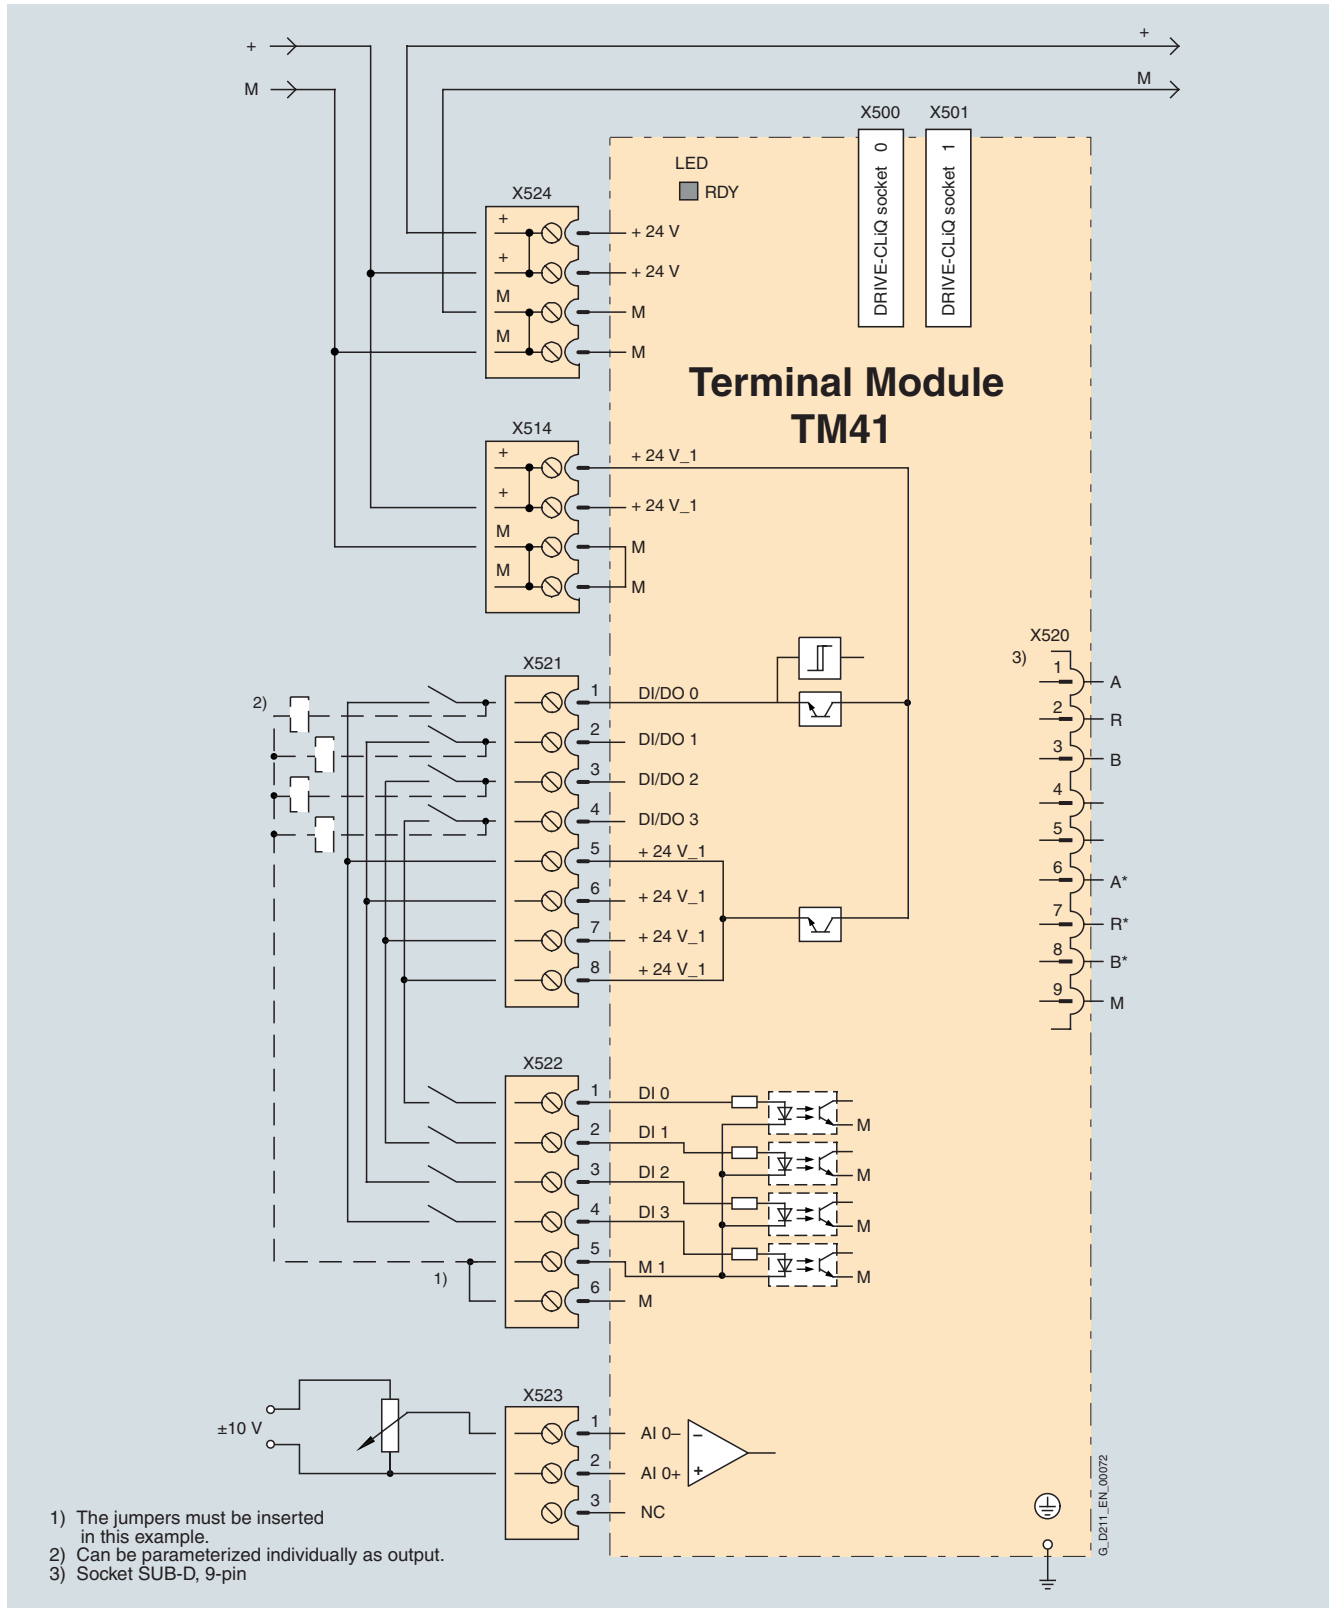 +
+
M
M
X500
X501
DRIVE-CLiQ socket 0
DRIVE-CLiQ socket 1
LED
RDY
X524
+
+ 24 V
+
+ 24 V
M
M
M
M
Terminal Module
TM41
X514
+
+ 24 V_1
+
+ 24 V_1
M
M
M
M
X520
3)
1
A
2
R
3
B
4
5
6
A*
7
R*
8
B*
9
M
X521
2)
1
DI/DO 0
2
DI/DO 1
3
DI/DO 2
4
DI/DO 3
5
+ 24 V_1
6
+ 24 V_1
7
+ 24 V_1
8
+ 24 V_1
X522
1
DI 0
M
2
DI 1
M
3
DI 2
M
4
DI 3
M
5
M 1
1)
6
M
X523
±10 V
1
AI 0–
–
2
AI 0+
+
3
NC
G_D211_EN_00072
1) The jumpers must be inserted
in this example.
2) Can be parameterized individually as output.
3) Socket SUB-D, 9-pin